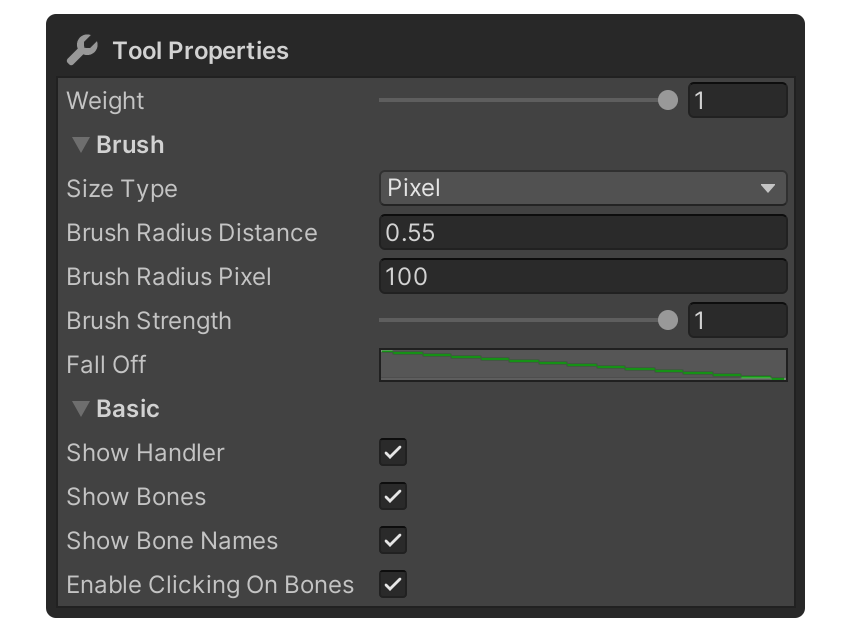 Tool Properties
Weight 1
Brush
Size Type Pixel
Brush Radius Distance 0.55
Brush Radius Pixel 100
Brush Strength 1
Fall Off
Basic
Show Handler
Show Bones
Show Bone Names
Enable Clicking On Bones